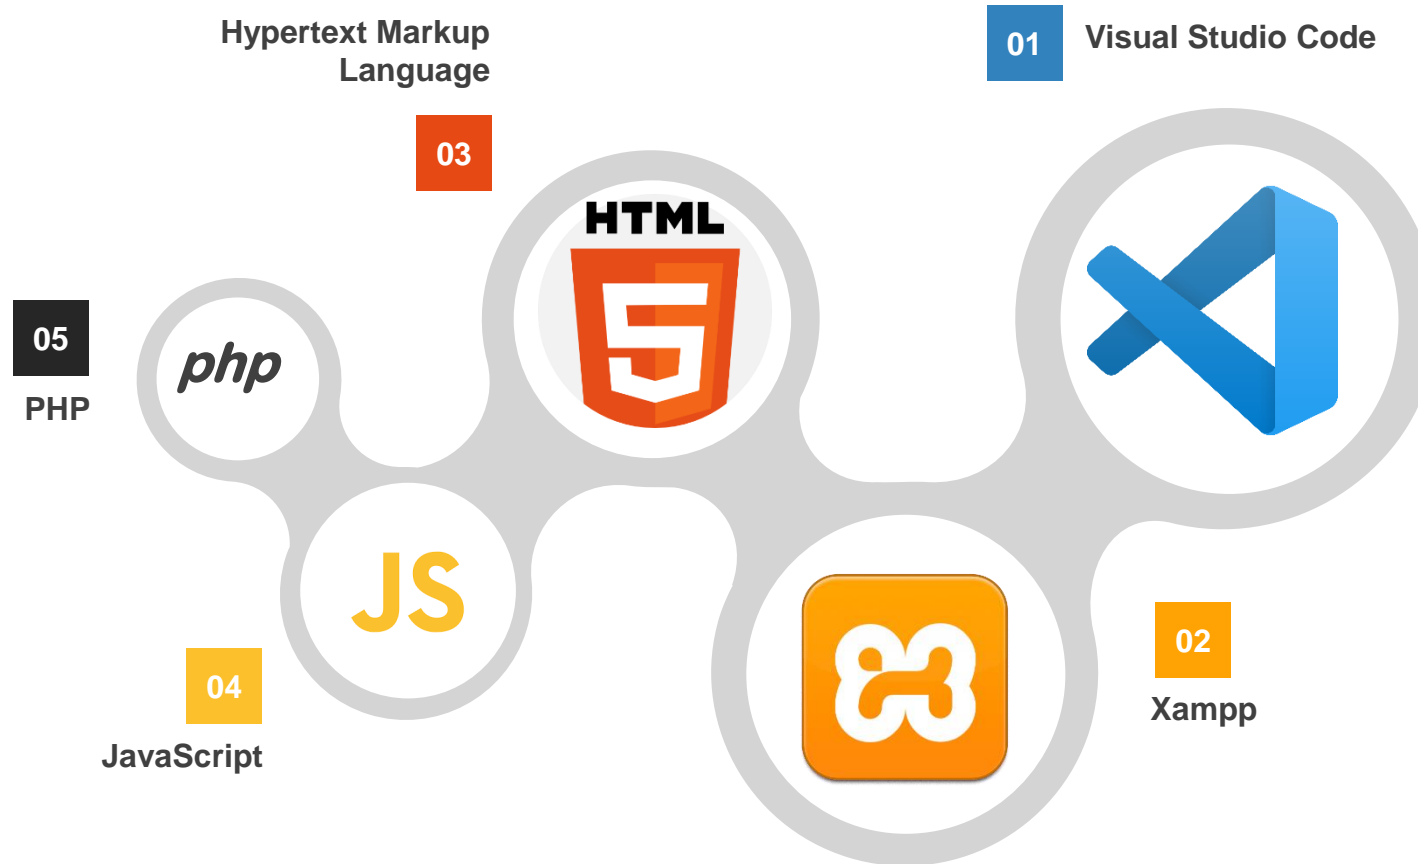 Hypertext Markup
Language
01
Visual Studio Code
03
HTML
05
php
PHP
JS
04
JavaScript
02
Xampp